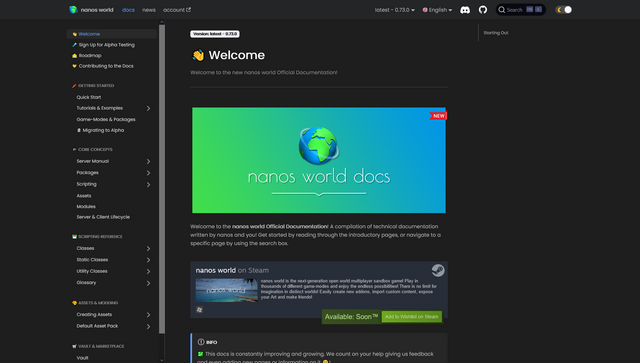 nanos world
docs
news
account
latest - 0.73.0
English
Search
Welcome
Sign Up for Alpha Testing
Roadmap
Contributing to the Docs
GETTING STARTED
Quick Start
Tutorials & Examples
Game-Modes & Packages
Migrating to Alpha
CORE CONCEPTS
Server Manual
Packages
Scripting
Assets
Modules
Server & Client Lifecycle
SCRIPTING REFERENCE
Classes
Static Classes
Utility Classes
Glossary
ASSETS & MODDING
Creating Assets
Default Asset Pack
VAULT & MARKETPLACE
Vault
Version: latest - 0.73.0
Welcome
Welcome to the new nanos world Official Documentation!
NEW
nanos world docs
Welcome to the nanos world Official Documentation! A compilation of technical documentation
written by nanos and you! Get started by reading through the introductory pages, or navigate to a
specific page by using the search box.
nanos world on Steam
nanos world
nanos world is the next-generation open world multiplayer sandbox game! Play in
thousands of different game-modes and enjoy the endless possibilities! There is no limit for
imagination in distinct worlds! Easily create new addons, import custom content, expose
your Art and make blends!
Available: Soon™
Add to Wishlist on Steam
INFO
This docs is constantly improving and growing. We count on your help giving us feedback
and even adding new pages or information on it
Starting Out